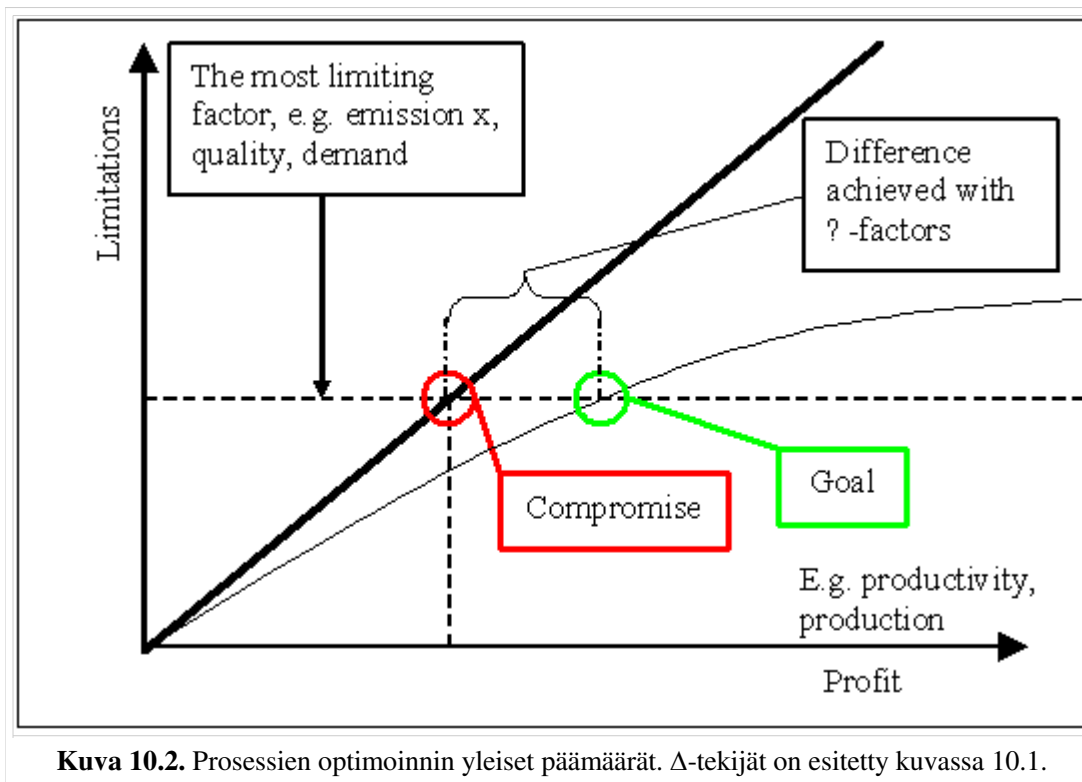 The most limiting
factor, e.g. emission x,
quality, demand
Limitations
Difference
achieved with
? -factors
Goal
Compromise
E.g. productivity,
production
Profit
Kuva 10.2. Prosessien optimoinnin yleiset päämäärät. Δ-tekijät on esitetty kuvassa 10.1.